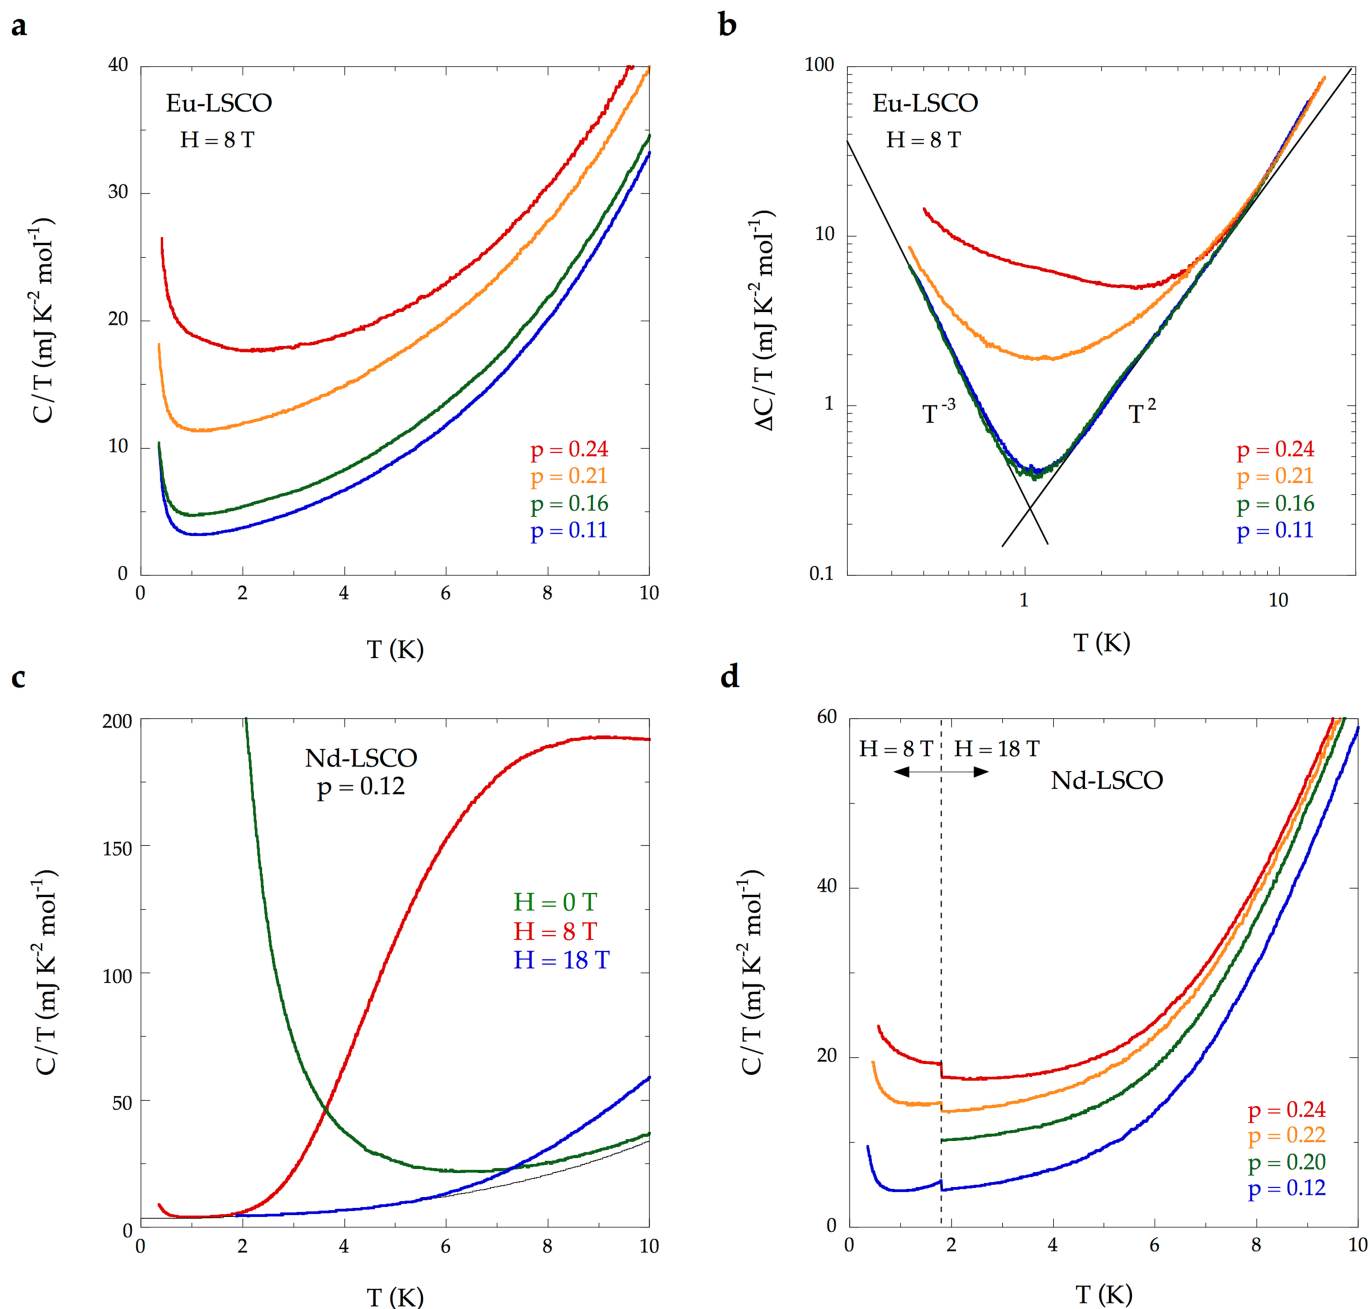 a
Eu-LSCO
H = 8 T
40
30
20
10
0
C/T (mJ K⁻² mol⁻¹)
p = 0.24
p = 0.21
p = 0.16
p = 0.11
0 2 4 6 8 10
T (K)
b
Eu-LSCO
H = 8 T
100
10
1
0.1
ΔC/T (mJ K⁻² mol⁻¹)
T⁻³
T²
p = 0.24
p = 0.21
p = 0.16
p = 0.11
1 10
T (K)
c
Nd-LSCO
p = 0.12
200
150
100
50
0
C/T (mJ K⁻² mol⁻¹)
H = 0 T
H = 8 T
H = 18 T
0 2 4 6 8 10
T (K)
d
H = 8 T H = 18 T
Nd-LSCO
60
40
20
0
C/T (mJ K⁻² mol⁻¹)
p = 0.24
p = 0.22
p = 0.20
p = 0.12
0 2 4 6 8 10
T (K)